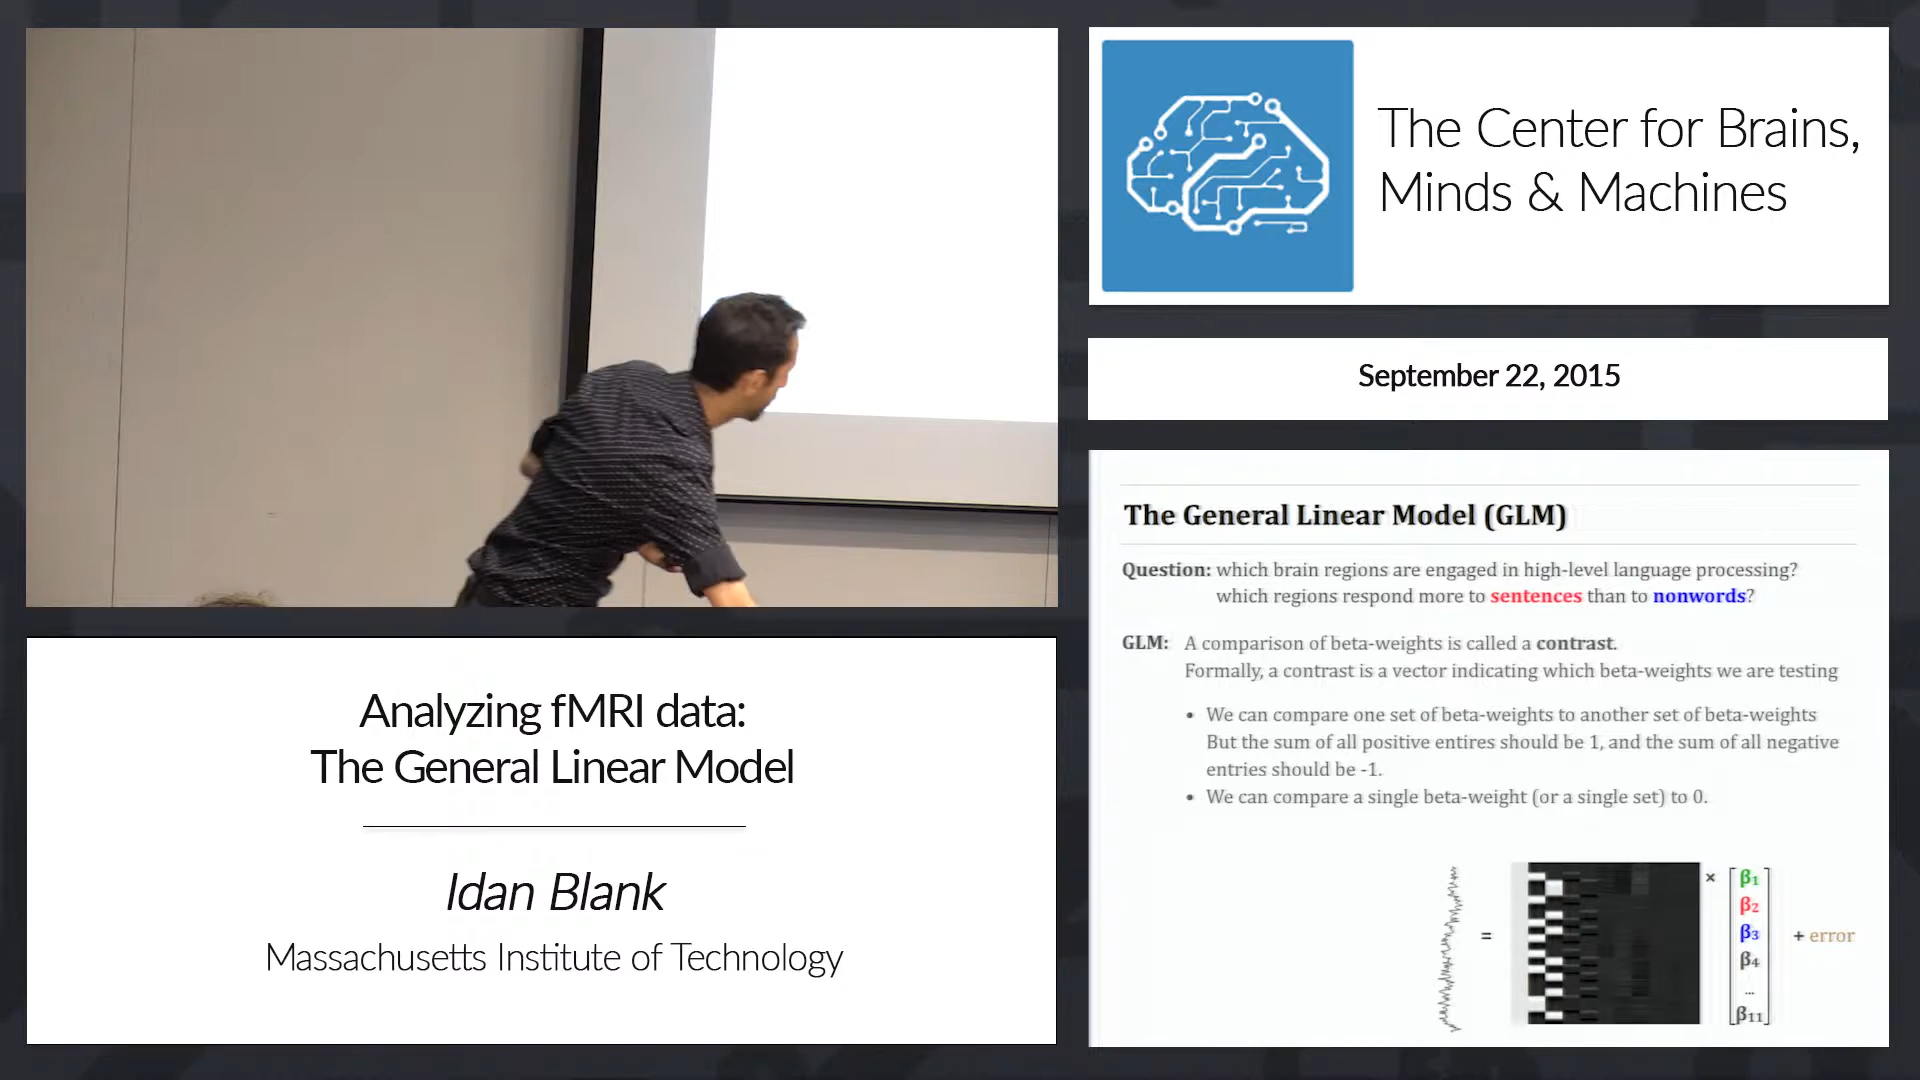 The Center for Brains,
Minds & Machines
September 22, 2015
Analyzing fMRI data:
The General Linear Model
Idan Blank
Massachusetts Institute of Technology
The General Linear Model (GLM)
Question: which brain regions are engaged in high-level language processing?
which regions respond more to sentences than to nonwords?
GLM: A comparison of beta-weights is called a contrast.
Formally, a contrast is a vector indicating which beta-weights we are testing
• We can compare one set of beta-weights to another set of beta-weights
But the sum of all positive entires should be 1, and the sum of all negative
entries should be -1.
• We can compare a single beta-weight (or a single set) to 0.
= × β1
β2
β3
β4
...
β11
+ error